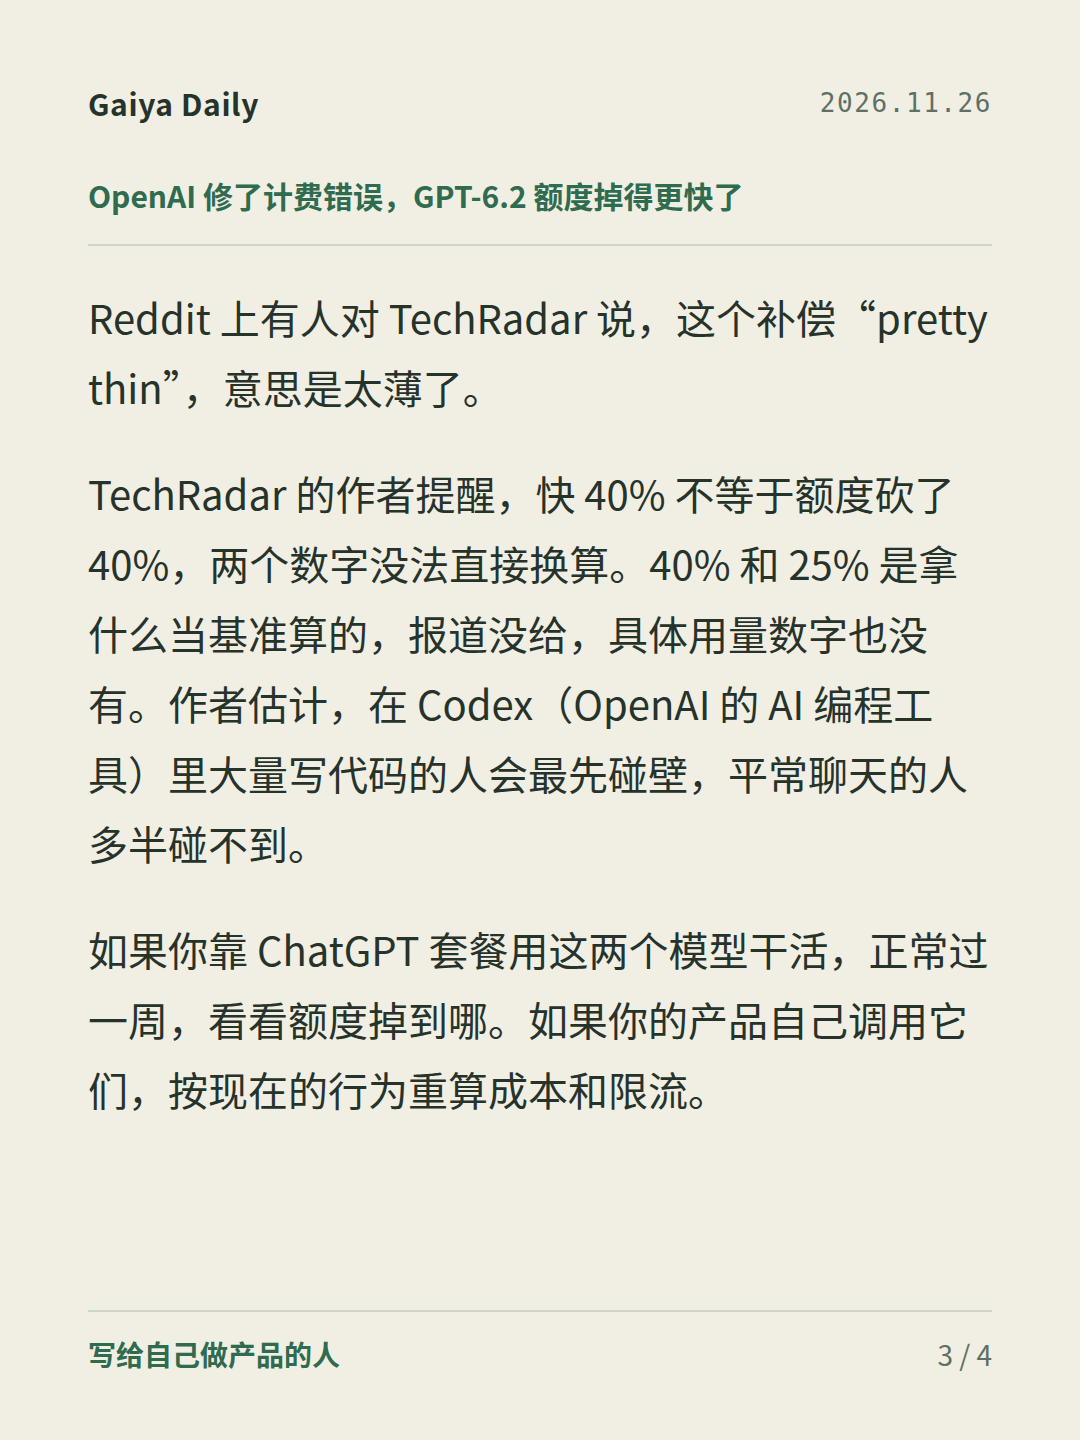 Gaiya Daily
2026.11.26
OpenAI 修了计费错误，GPT-6.2 额度掉得更快了
Reddit 上有人对 TechRadar 说，这个补偿“pretty
thin”，意思是太薄了。
TechRadar 的作者提醒，快 40% 不等于额度砍了
40%，两个数字没法直接换算。40% 和 25% 是拿
什么当基准算的，报道没给，具体用量数字也没
有。作者估计，在 Codex（OpenAI 的 AI 编程工
具）里大量写代码的人会最先碰壁，平常聊天的人
多半碰不到。
如果你靠 ChatGPT 套餐用这两个模型干活，正常过
一周，看看额度掉到哪。如果你的产品自己调用它
们，按现在的行为重算成本和限流。
写给自己做产品的人
3 / 4